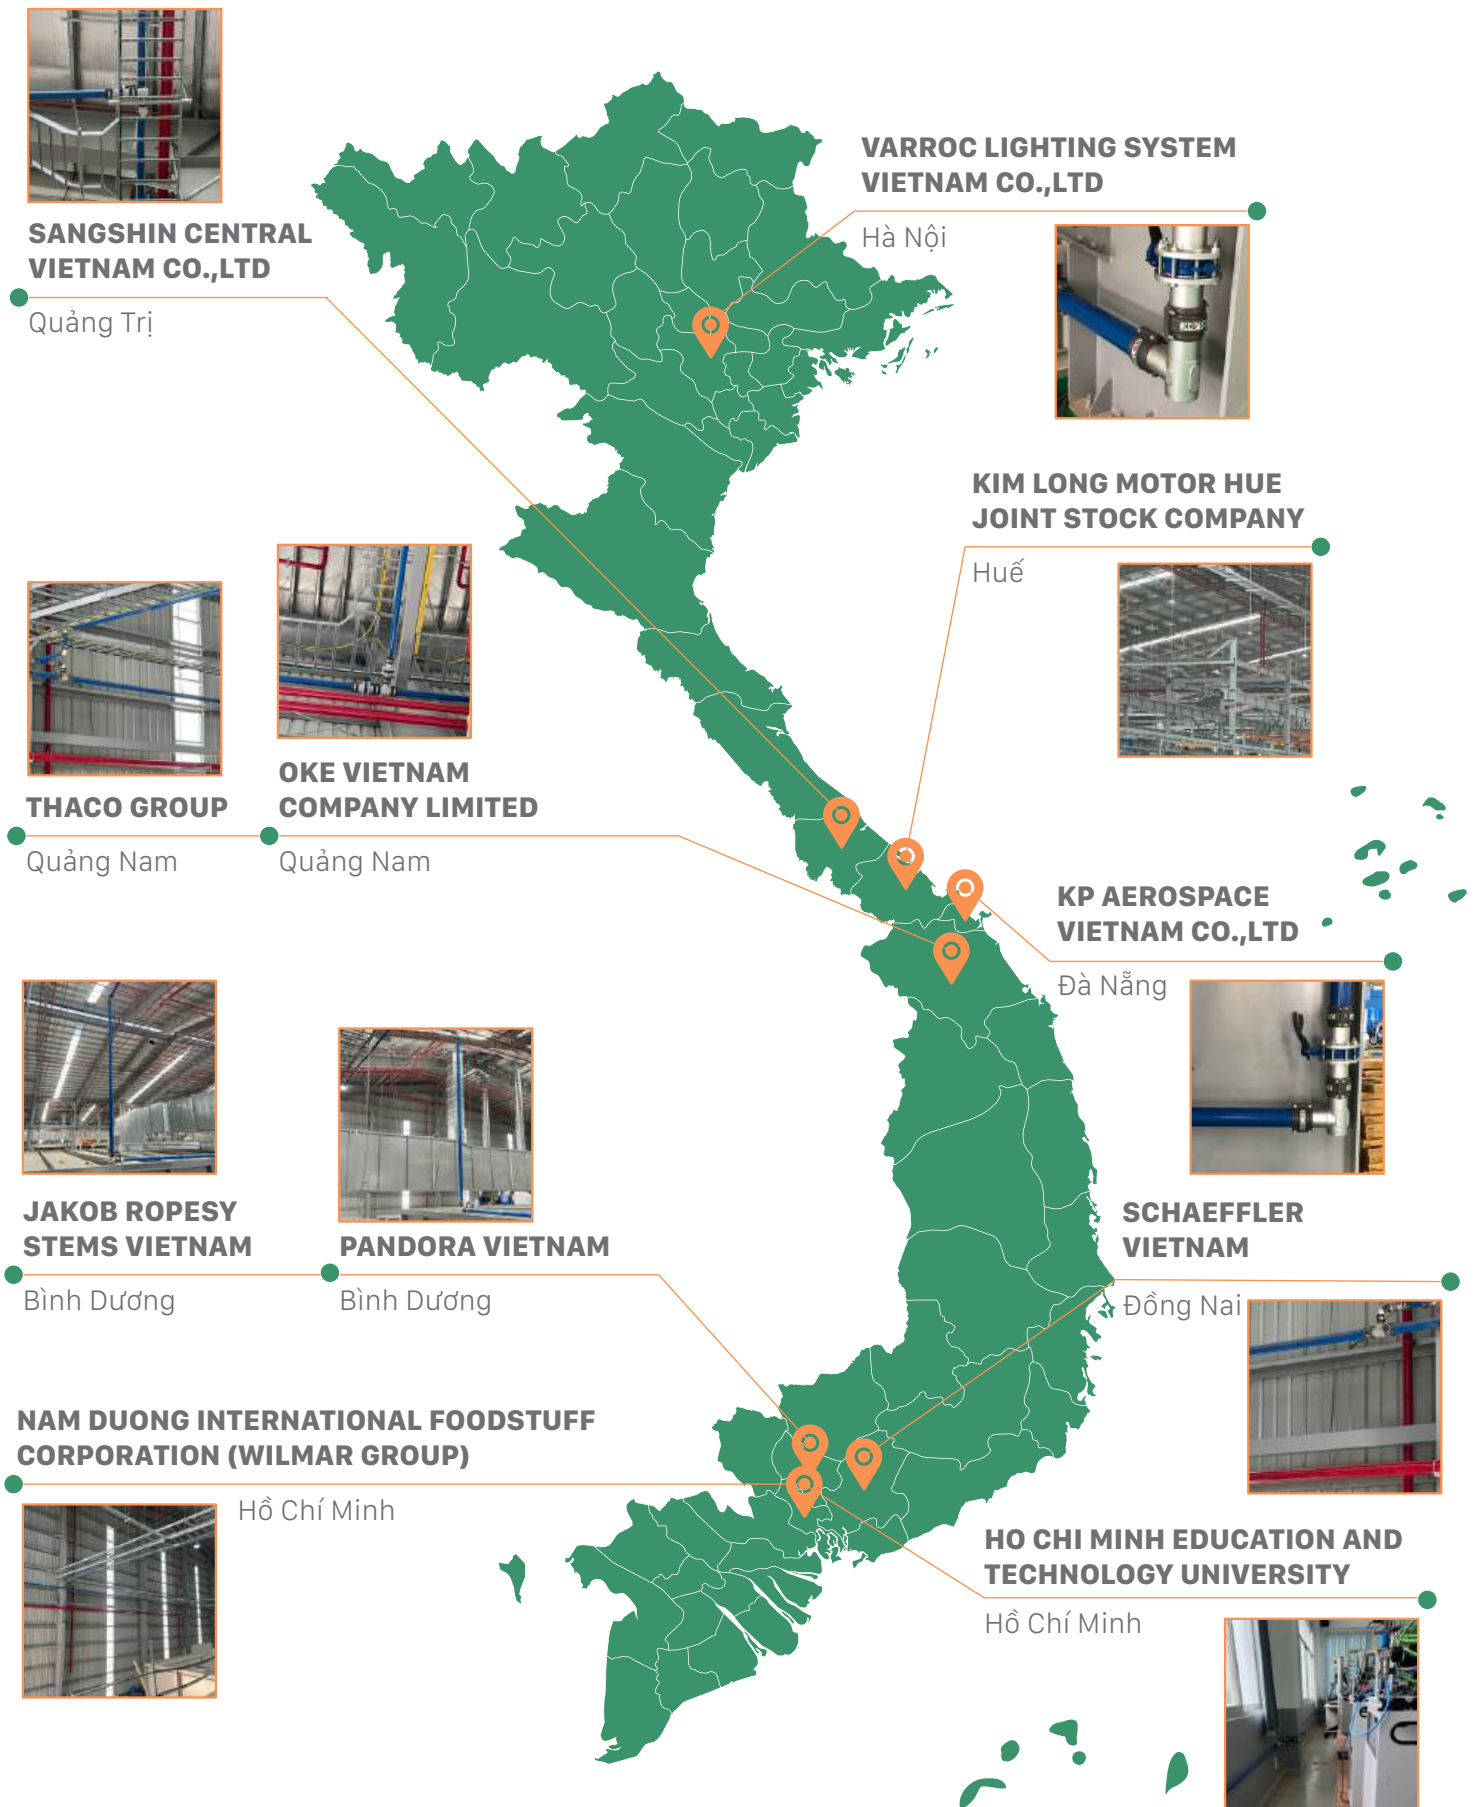 VARROC LIGHTING SYSTEM
VIETNAM CO.,LTD
Hà Nội
SANGSHIN CENTRAL
VIETNAM CO.,LTD
Quảng Trị
KIM LONG MOTOR HUE
JOINT STOCK COMPANY
Huế
OKE VIETNAM
COMPANY LIMITED
Quảng Nam
THACO GROUP
Quảng Nam
KP AEROSPACE
VIETNAM CO.,LTD
Đà Nẵng
JAKOB ROPESY
STEMS VIETNAM
Bình Dương
PANDORA VIETNAM
Bình Dương
SCHAEFFLER
VIETNAM
Đồng Nai
NAM DUONG INTERNATIONAL FOODSTUFF
CORPORATION (WILMAR GROUP)
Hồ Chí Minh
HO CHI MINH EDUCATION AND
TECHNOLOGY UNIVERSITY
Hồ Chí Minh